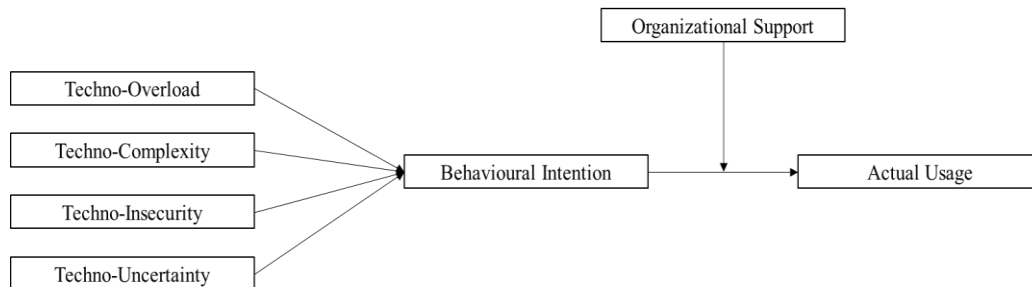 Organizational Support
Techno-Overload
Techno-Complexity
Behavioural Intention
Actual Usage
Techno-Insecurity
Techno-Uncertainty